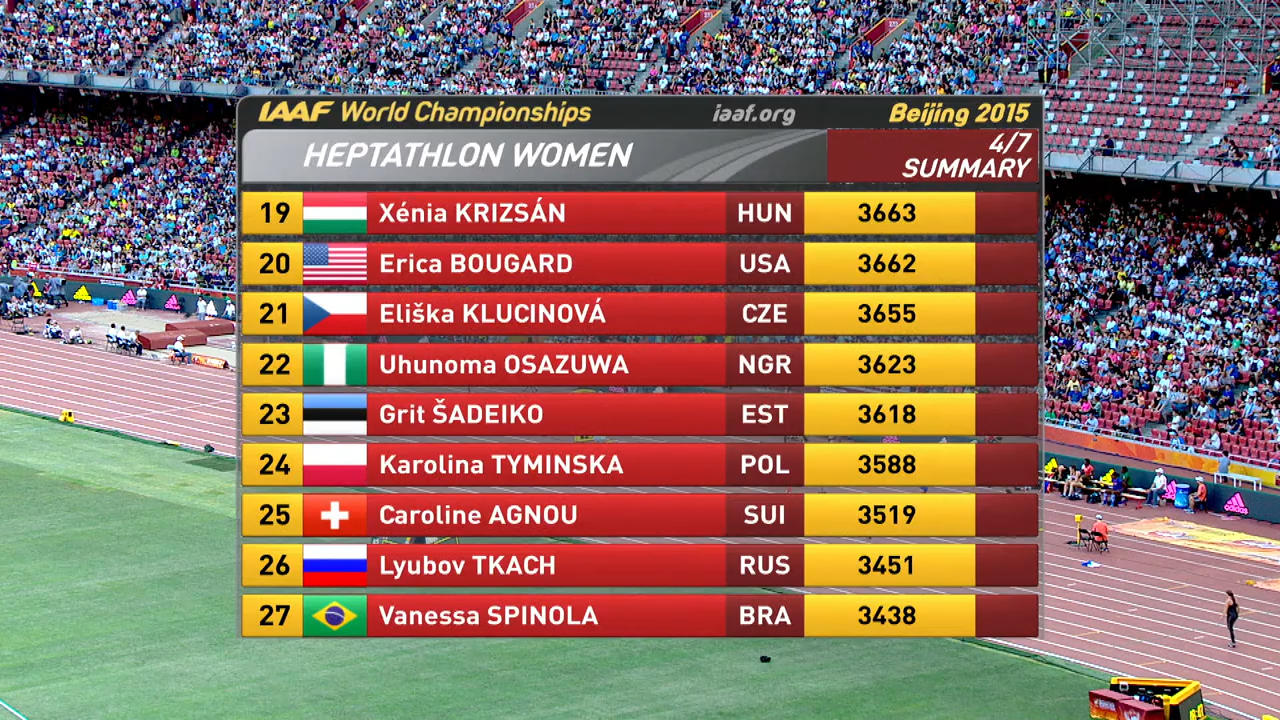 IAAF World Championships iaaf.org Beijing 2015
HEPTATHLON WOMEN 4/7 SUMMARY
19 Xénia KRIZSÁN HUN 3663
20 Erica BOUGARD USA 3662
21 Eliška KLUCINOVÁ CZE 3655
22 Uhunoma OSAZUWA NGR 3623
23 Grit ŠADEIKO EST 3618
24 Karolina TYMINSKA POL 3588
25 Caroline AGNOU SUI 3519
26 Lyubov TKACH RUS 3451
27 Vanessa SPINOLA BRA 3438
adidas